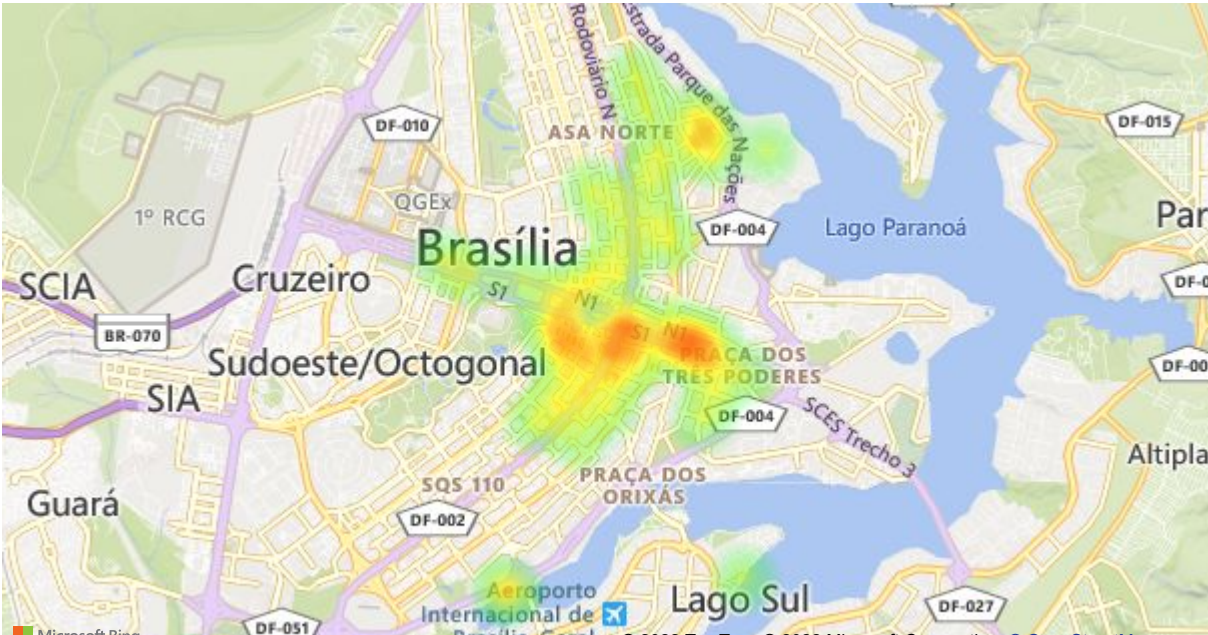 Rodoviário N
Estrada Parque das Nações
DF-010
ASA NORTE
DF-015
1º RCG
QGEx
Brasília
DF-004
Lago Paranoá
Par
SCIA
Cruzeiro
S1
N1
DF-0
BR-070
S1
N1
Sudoeste/Octogonal
PRAÇA DOS
TRÊS PODERES
DF-00
SIA
DF-004
SCES Trecho 3
Altipla
SQS 110
PRAÇA DOS
ORIXÁS
Guará
DF-002
Aeroporto
Internacional de
Lago Sul
DF-027
DF-051
Microsoft Bing